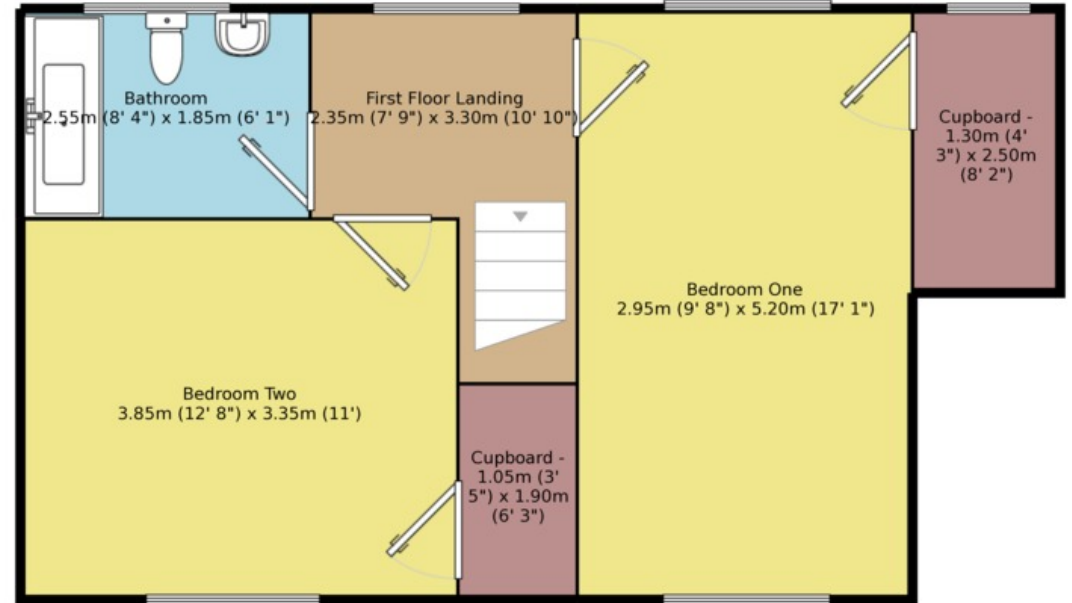 Bathroom
2.55m (8' 4") x 1.85m (6' 1")
First Floor Landing
2.35m (7' 9") x 3.30m (10' 10")
Cupboard -
1.30m (4'
3") x 2.50m
(8' 2")
Bedroom One
2.95m (9' 8") x 5.20m (17' 1")
Bedroom Two
3.85m (12' 8") x 3.35m (11')
Cupboard -
1.05m (3'
5") x 1.90m
(6' 3")